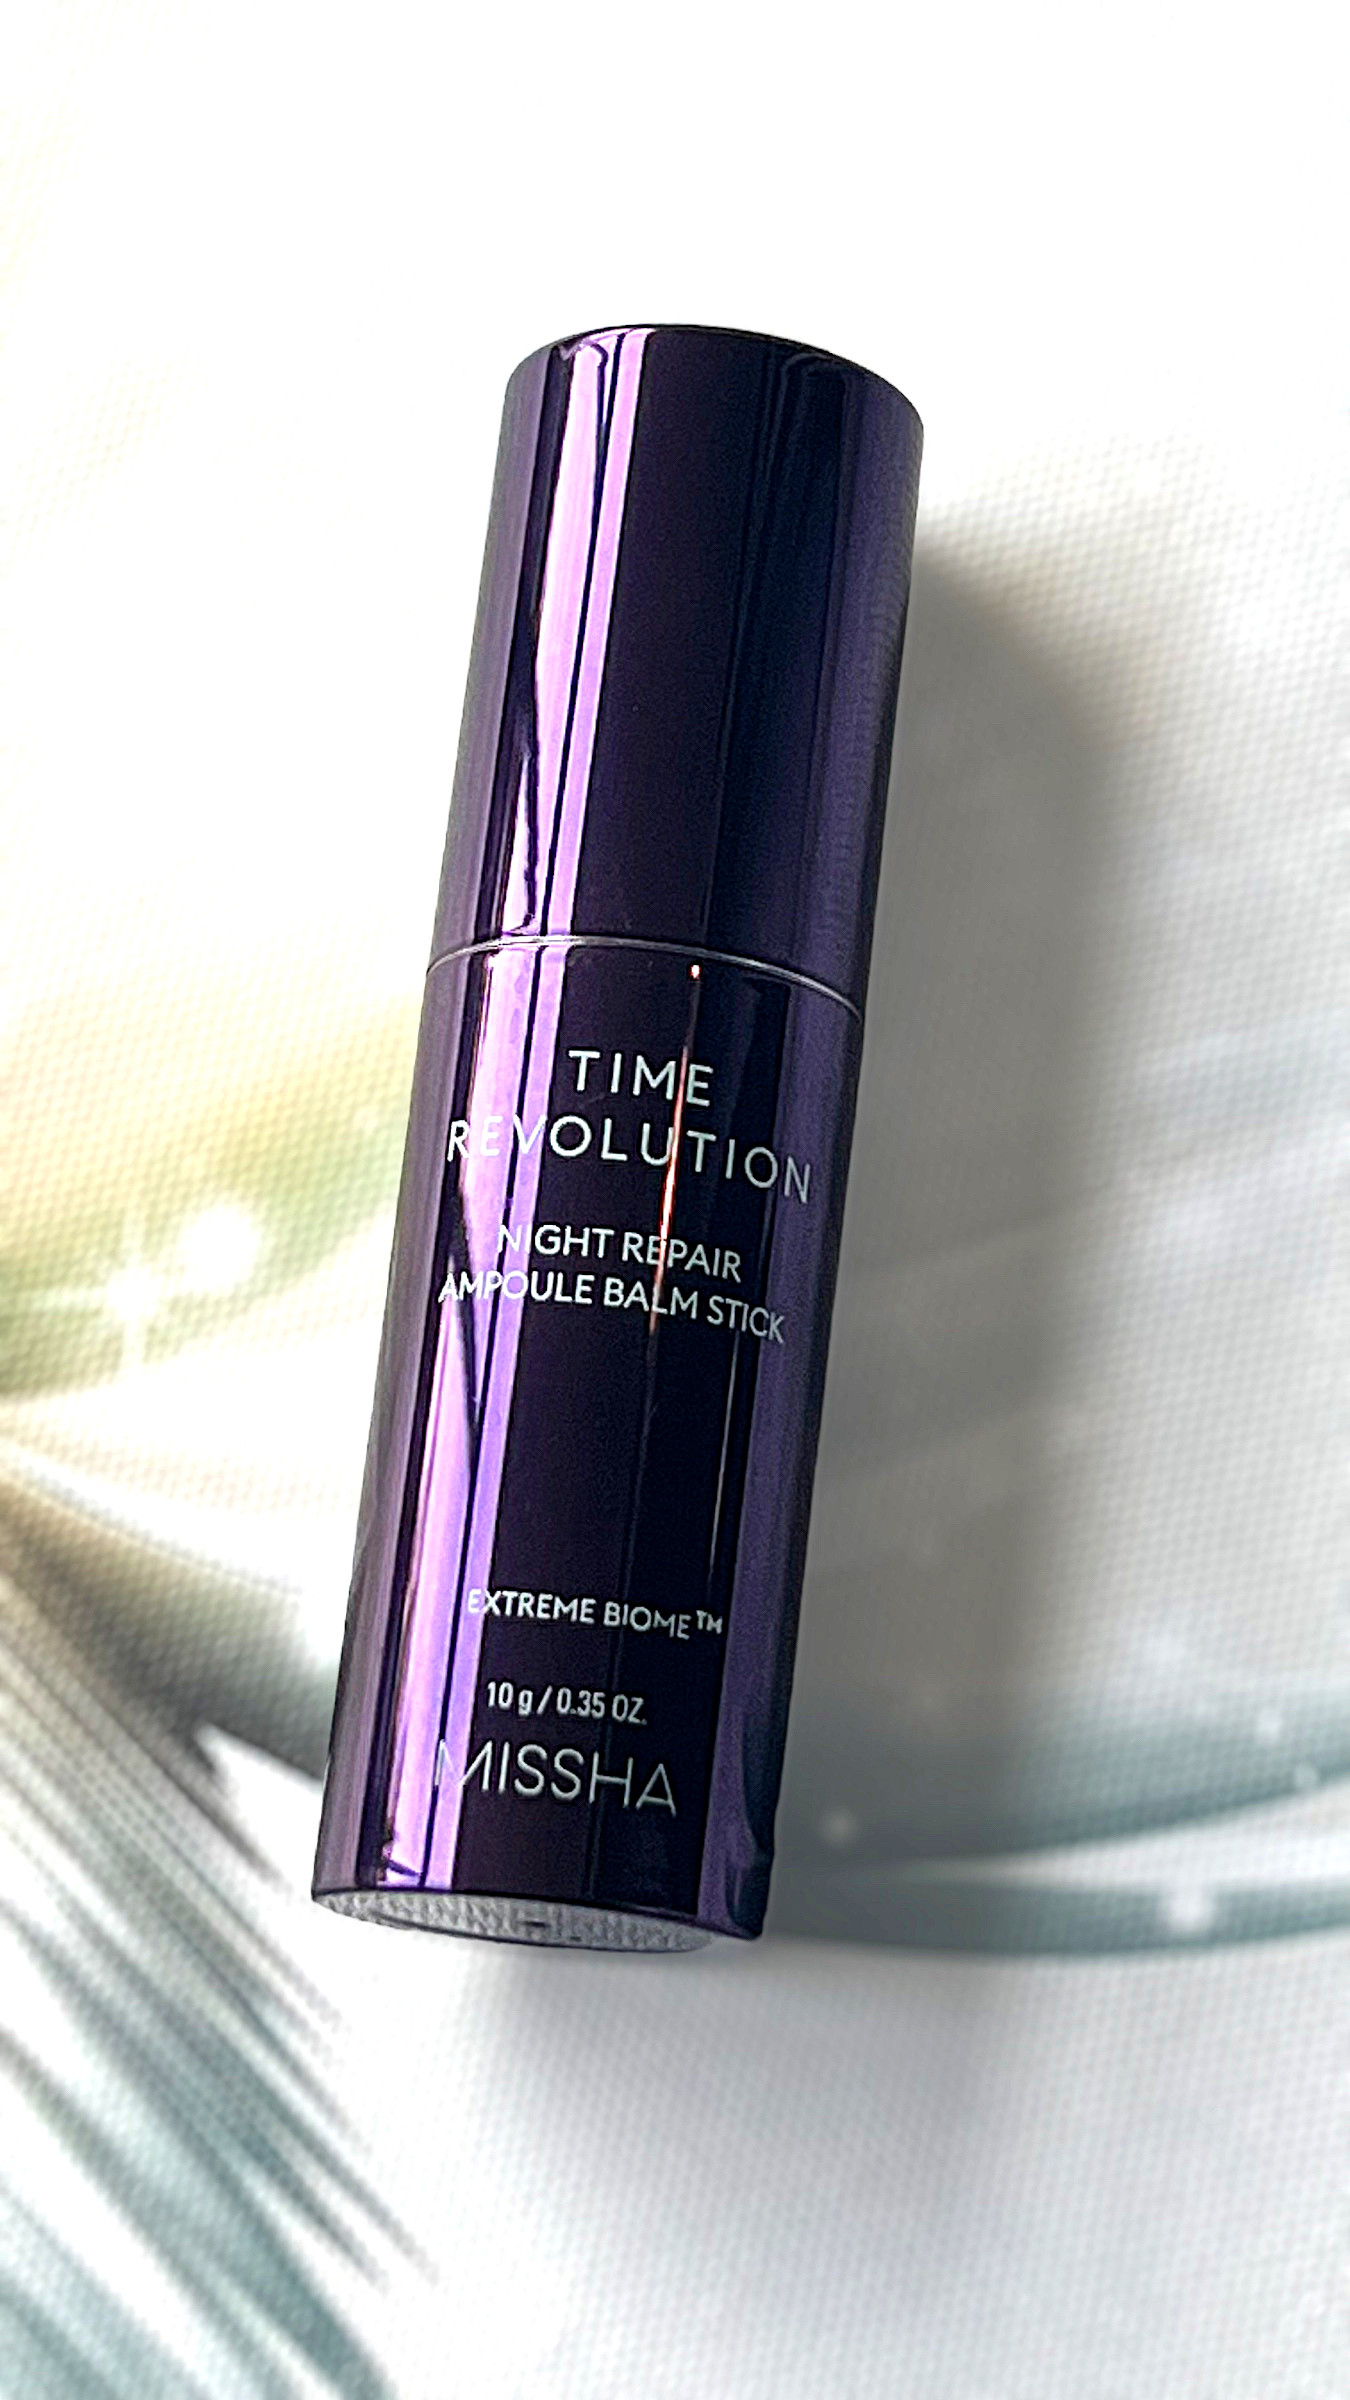 TIME
REVOLUTION
NIGHT REPAIR
AMPOULE BALM STICK
EXTREME BIOME™
10 g / 0.35 OZ.
MISSHA